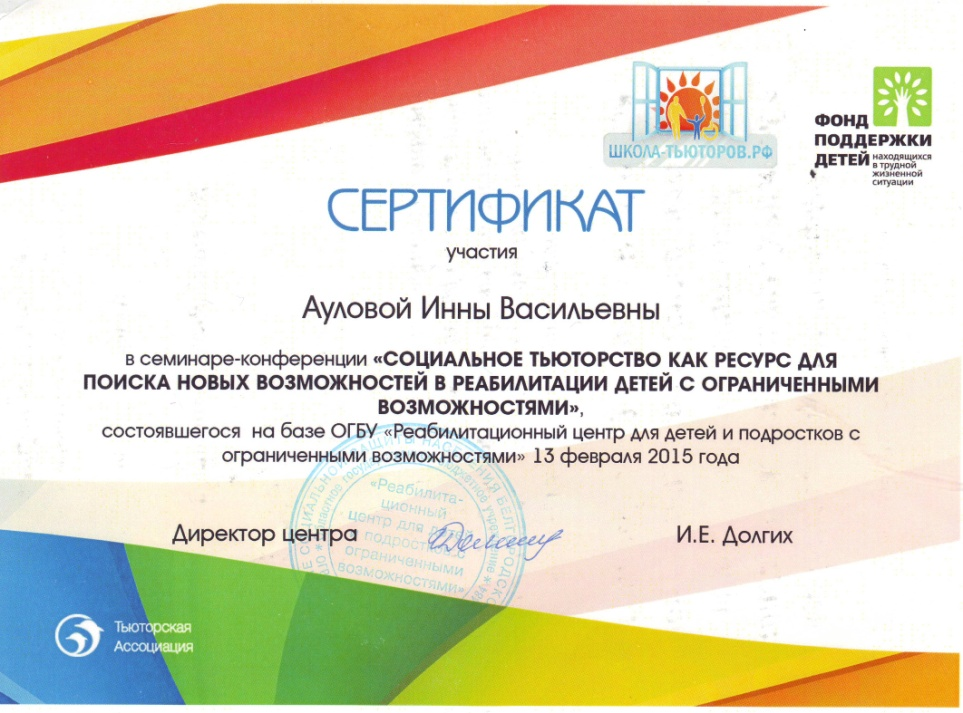 ШКОЛА-ТЬЮТОРОВ.РФ
ФОНД
ПОДДЕРЖКИ
ДЕТЕЙ
находящихся
в трудной
жизненной
ситуации
СЕРТИФИКАТ
участия
Ауловой Инны Васильевны
в семинаре-конференции «СОЦИАЛЬНОЕ ТЬЮТОРСТВО КАК РЕСУРС ДЛЯ
ПОИСКА НОВЫХ ВОЗМОЖНОСТЕЙ В РЕАБИЛИТАЦИИ ДЕТЕЙ С ОГРАНИЧЕННЫМИ
ВОЗМОЖНОСТЯМИ»,
состоявшегося на базе ОГБУ «Реабилитационный центр для детей и подростков с
ограниченными возможностями» 13 февраля 2015 года
«Реабилита-
ционный
центр для детей
и подростков с
ограниченными
возможностями»
Директор центра
И.Е. Долгих
Тьюторская
Ассоциация